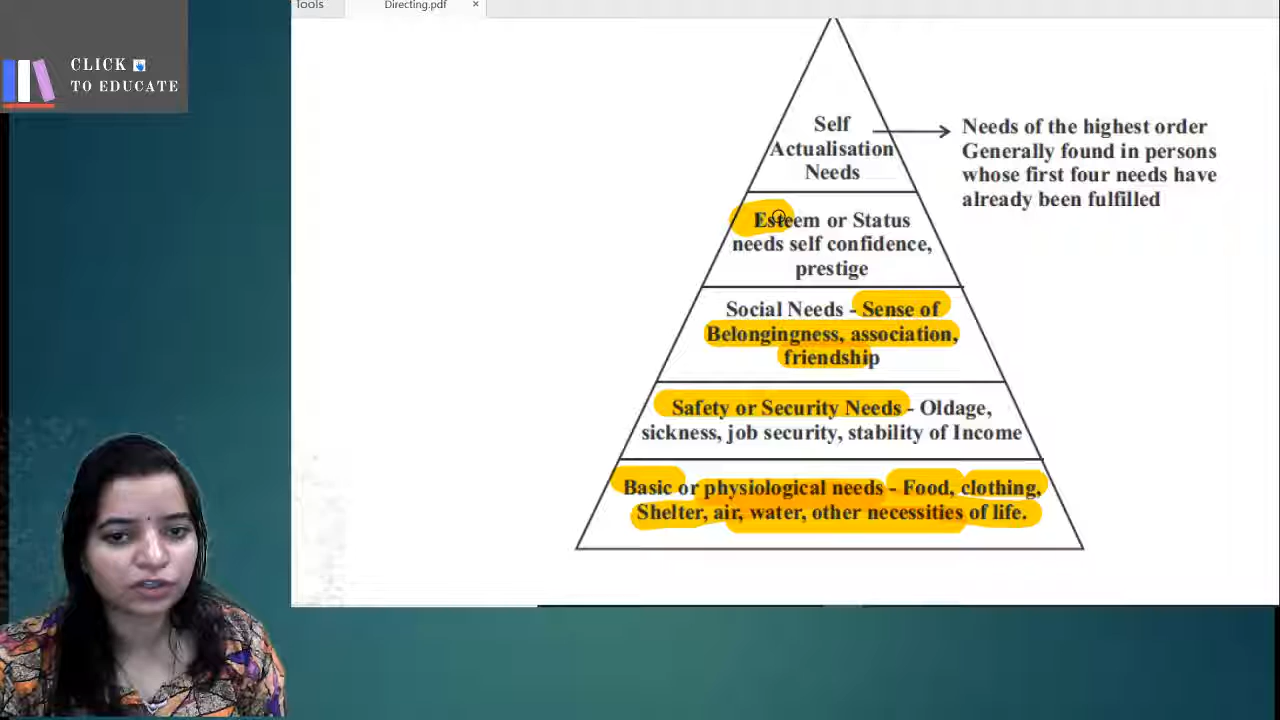 Tools
Directing.pdf
×
CLICK
TO EDUCATE
Self
Actualisation
Needs
Needs of the highest order
Generally found in persons
whose first four needs have
already been fulfilled
Esteem or Status
needs self confidence,
prestige
Social Needs - Sense of
Belongingness, association,
friendship
Safety or Security Needs - Oldage,
sickness, job security, stability of Income
Basic or physiological needs - Food, clothing,
Shelter, air, water, other necessities of life.